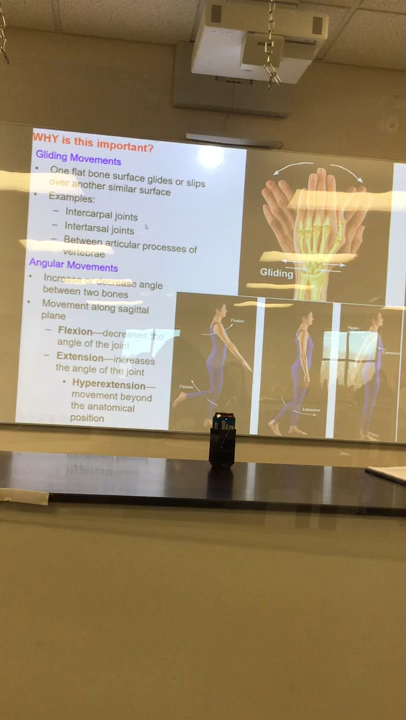 WHY is this important?
Gliding Movements
• One flat bone surface glides or slips
over another similar surface
• Examples:
– Intercarpal joints
– Intertarsal joints
– Between articular processes of
vertebrae
Angular Movements
• Increase or decrease angle
between two bones
• Movement along sagittal
plane
– Flexion—decreases the
angle of the joint
– Extension—increases
the angle of the joint
• Hyperextension—
movement beyond
the anatomical
position
Gliding
Flexion
Flexion
Extension